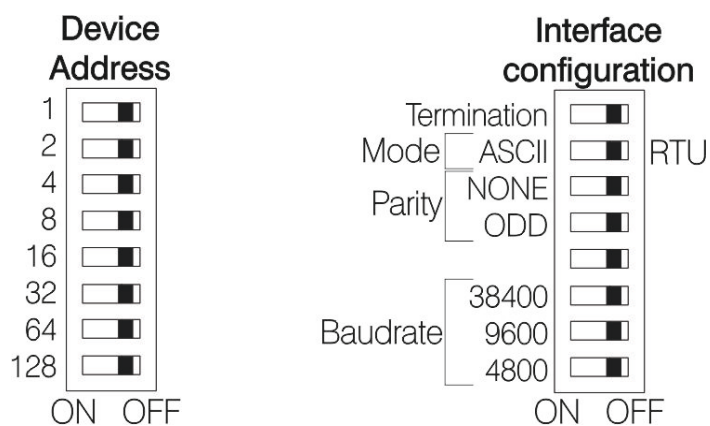 Device
Address
1
2
4
8
16
32
64
128
ON OFF
Interface
configuration
Termination
Mode ASCII RTU
Parity NONE
ODD
Baudrate 38400
9600
4800
ON OFF